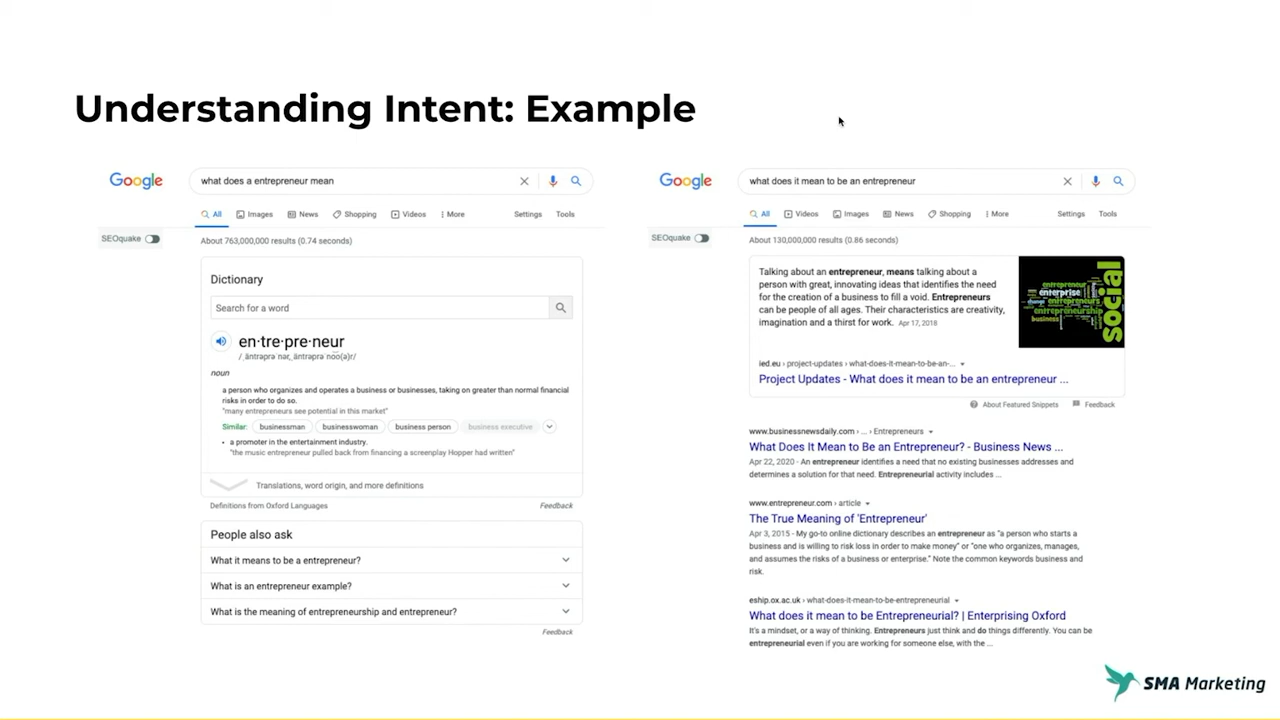 Understanding Intent: Example
Google
what does a entrepreneur mean
All
Images
News
Shopping
Videos
More
Settings
Tools
SEOquake
About 763,000,000 results (0.74 seconds)
Dictionary
Search for a word
en·tre·pre·neur
noun
a person who organizes and operates a business or businesses, taking on greater than normal financial
risks in order to do so.
"many entrepreneurs see potential in this market"
Similar:
businessman
businesswoman
business person
business executive
• a promoter in the entertainment industry.
"the music entrepreneur pulled back from financing a screenplay Hopper had written"
Translations, word origin, and more definitions
Definitions from Oxford Languages
Feedback
People also ask
What it means to be a entrepreneur?
What is an entrepreneur example?
What is the meaning of entrepreneurship and entrepreneur?
Feedback
Google
what does it mean to be an entrepreneur
All
Videos
Images
News
Shopping
More
Settings
Tools
SEOquake
About 130,000,000 results (0.86 seconds)
Talking about an entrepreneur, means talking about a
person with great, innovating ideas that identifies the need
for the creation of a business to fill a void. Entrepreneurs
can be people of all ages. Their characteristics are creativity,
imagination and a thirst for work. Apr 17, 2018
entrepreneur
enterprise
change
entrepreneurs
entrepreneurship
business
social
ied.eu › project-updates › what-does-it-mean-to-be-an-...
Project Updates - What does it mean to be an entrepreneur ...
About Featured Snippets
Feedback
www.businessnewsdaily.com › ... › Entrepreneurs
What Does It Mean to Be an Entrepreneur? - Business News ...
Apr 22, 2020 - An entrepreneur identifies a need that no existing businesses addresses and
determines a solution for that need. Entrepreneurial activity includes ...
www.entrepreneur.com › article
The True Meaning of 'Entrepreneur'
Apr 3, 2015 - My go-to online dictionary describes an entrepreneur as "a person who starts a
business and is willing to risk loss in order to make money" or "one who organizes, manages,
and assumes the risks of a business or enterprise." Note the common keywords business and
risk.
eship.ox.ac.uk › what-does-it-mean-to-be-entrepreneurial
What does it mean to be Entrepreneurial? | Enterprising Oxford
It's a mindset, or a way of thinking. Entrepreneurs just think and do things differently. You can be
entrepreneurial even if you are working for someone else, with the ...
SMA Marketing